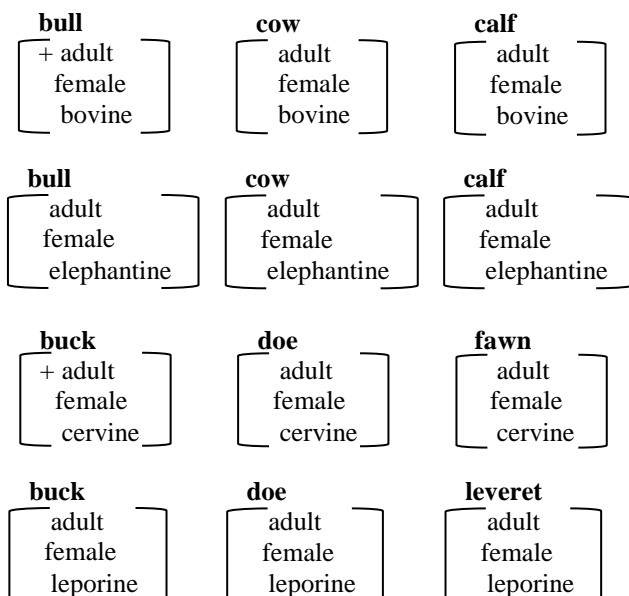 bull cow calf
+ adult adult adult
female female female
bovine bovine bovine
bull cow calf
adult adult adult
female female female
elephantine elephantine elephantine
buck doe fawn
+ adult adult adult
female female female
cervine cervine cervine
buck doe leveret
adult adult adult
female female female
leporine leporine leporine